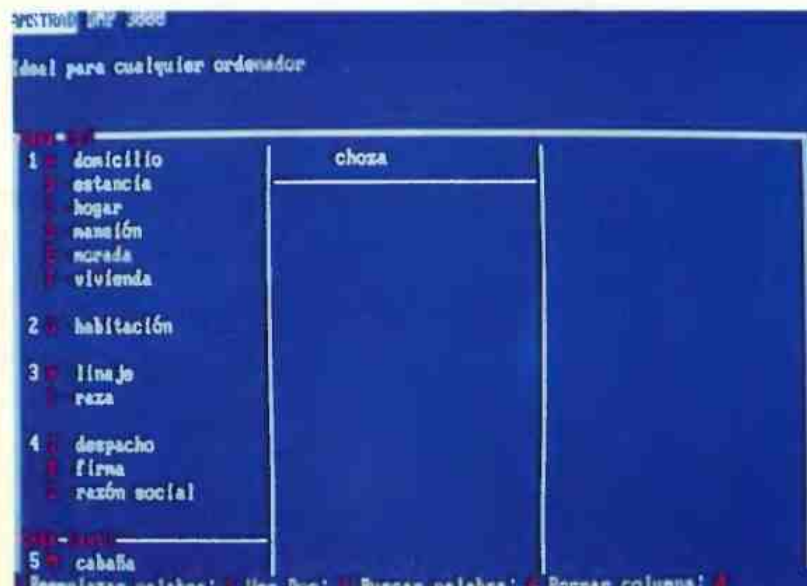 AMSTRAD DMP 3000
Ideal para cualquier ordenador
1 domicilio
estancia
hogar
mansión
morada
vivienda
2 habitación
3 linaje
raza
4 despacho
firma
razón social
5 cabaña
choza
Reemplazar palabra: Buscar palabra: Borrar columna: